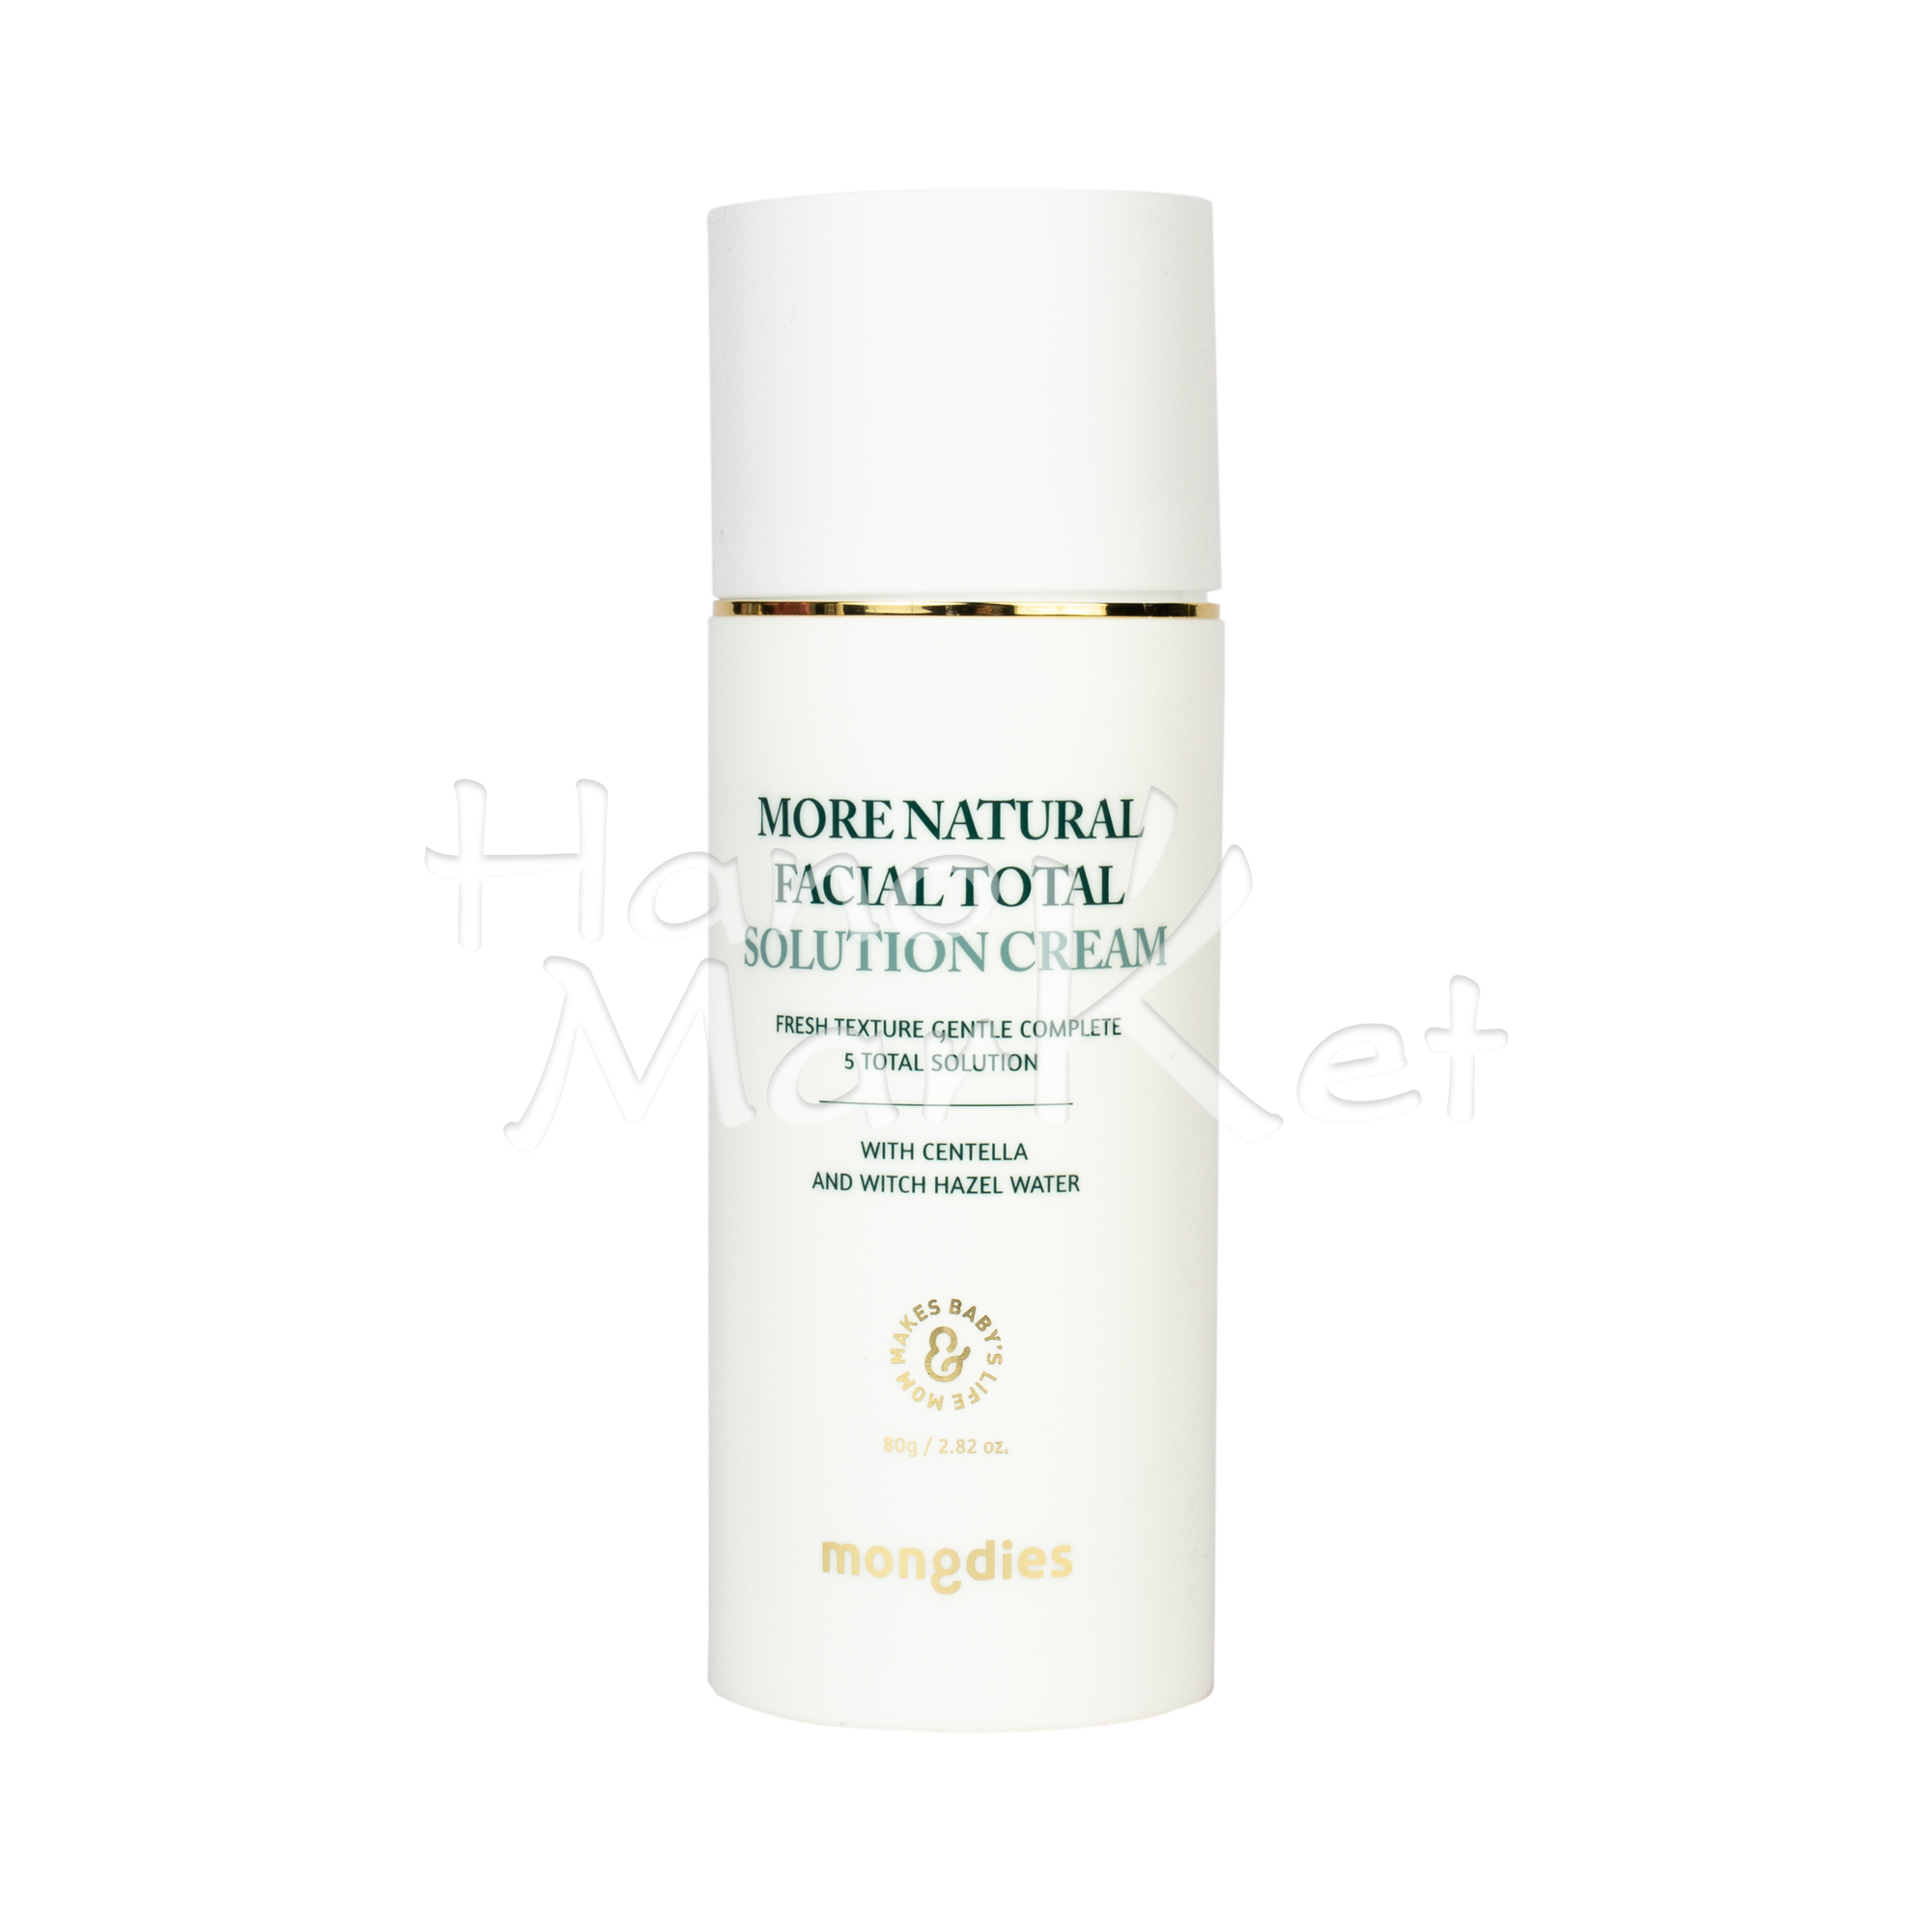 MORE NATURAL
FACIAL TOTAL
SOLUTION CREAM
FRESH TEXTURE GENTLE COMPLETE
5 TOTAL SOLUTION
WITH CENTELLA
AND WITCH HAZEL WATER
MOM MAKES BABY'S LIFE
&
80g / 2.82 oz.
mongdies
Hanok
Market